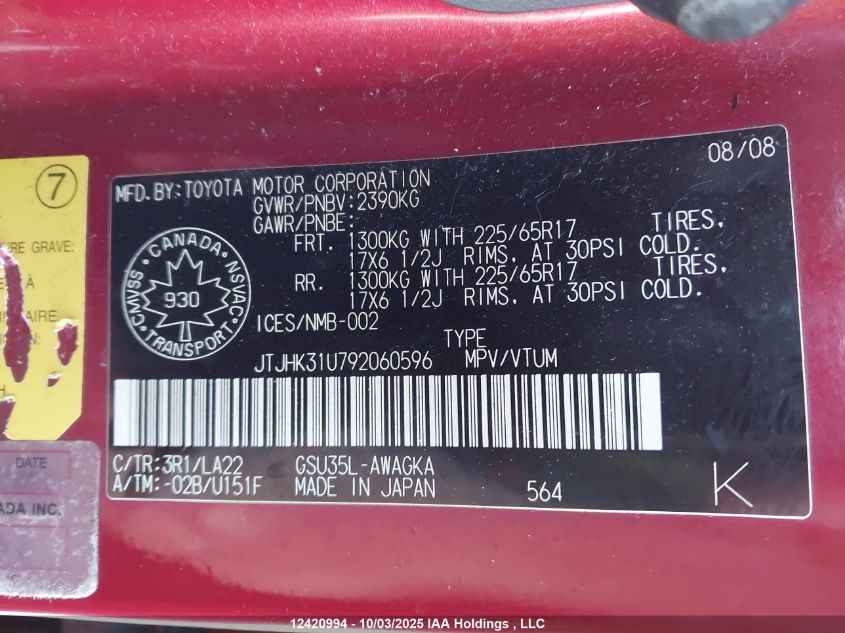 08/08
MFD. BY: TOYOTA MOTOR CORPORATION
GVWR/PNBV: 2390KG
GAWR/PNBE:
FRT. 1300KG WITH 225/65R17 TIRES,
17X6 1/2J RIMS, AT 30PSI COLD.
RR. 1300KG WITH 225/65R17 TIRES,
17X6 1/2J RIMS, AT 30PSI COLD.
CANADA
CMVSS
NSVAC
930
TRANSPORT
ICES/NMB-002
TYPE
JTJHK31U792060596 MPV/VTUM
C/TR: 3R1/LA22 GSU35L-AWAGKA
A/TM: -02B/U151F MADE IN JAPAN 564 K
7
GRAVE:
À
DATE
INC.
12420994 - 10/03/2025 IAA Holdings , LLC